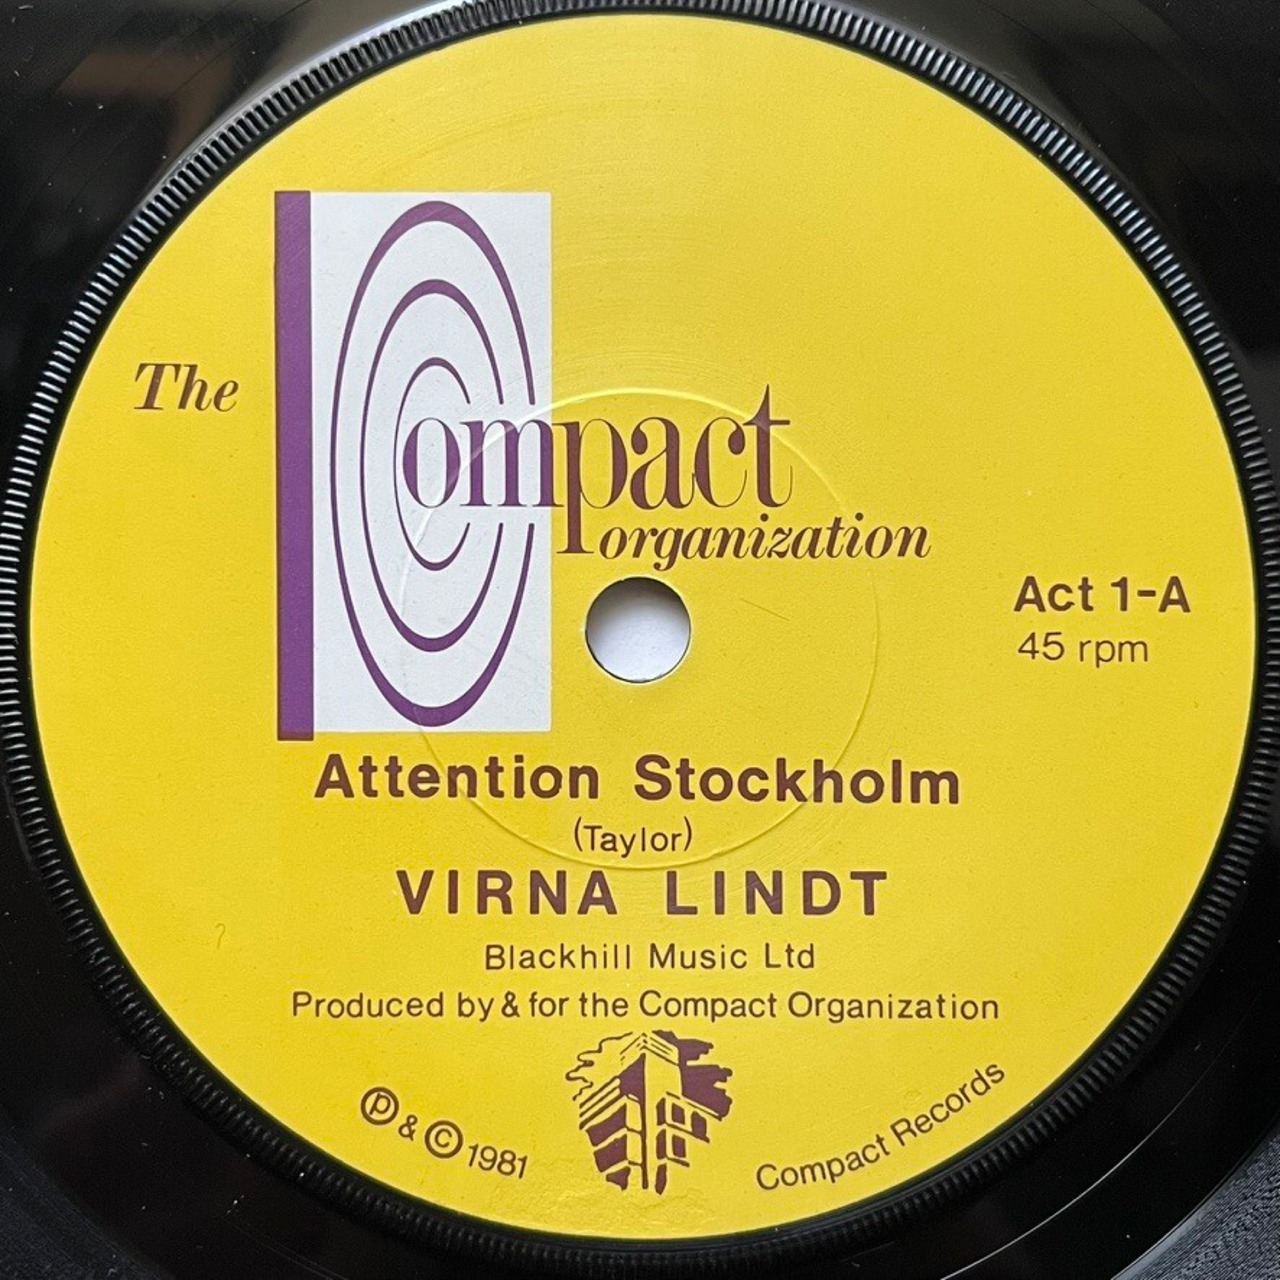 The Compact
organization
Act 1-A
45 rpm
Attention Stockholm
(Taylor)
VIRNA LINDT
Blackhill Music Ltd
Produced by & for the Compact Organization
℗ & © 1981
Compact Records